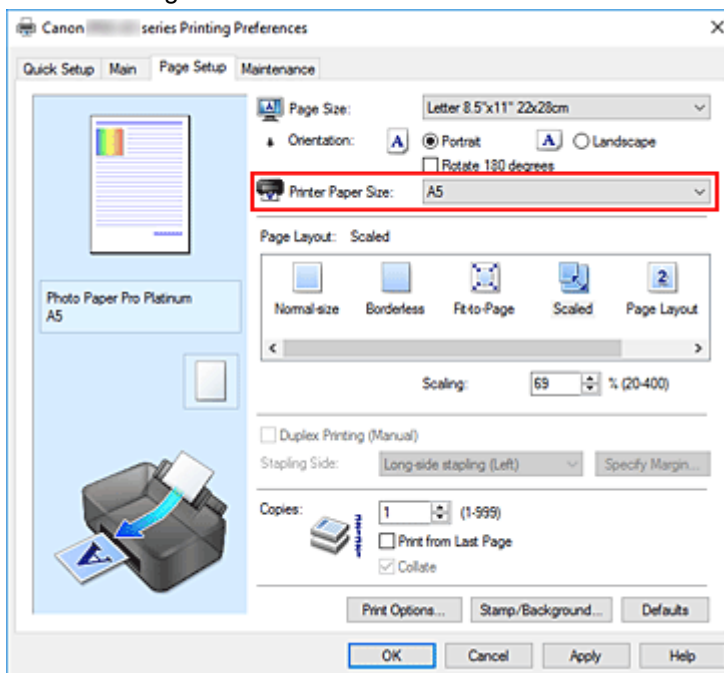 Canon series Printing Preferences
Quick Setup Main Page Setup Maintenance
Page Size: Letter 8.5"x11" 22x28cm
Orientation: A Portrait A Landscape
Rotate 180 degrees
Printer Paper Size: A5
Page Layout: Scaled
Normal-size Borderless Fit-to-Page Scaled Page Layout
Photo Paper Pro Platinum
A5
Scaling: 69 % (20-400)
Duplex Printing (Manual)
Stapling Side: Long-side stapling (Left) Specify Margin...
Copies: 1 (1-999)
Print from Last Page
Collate
Print Options... Stamp/Background... Defaults
OK Cancel Apply Help